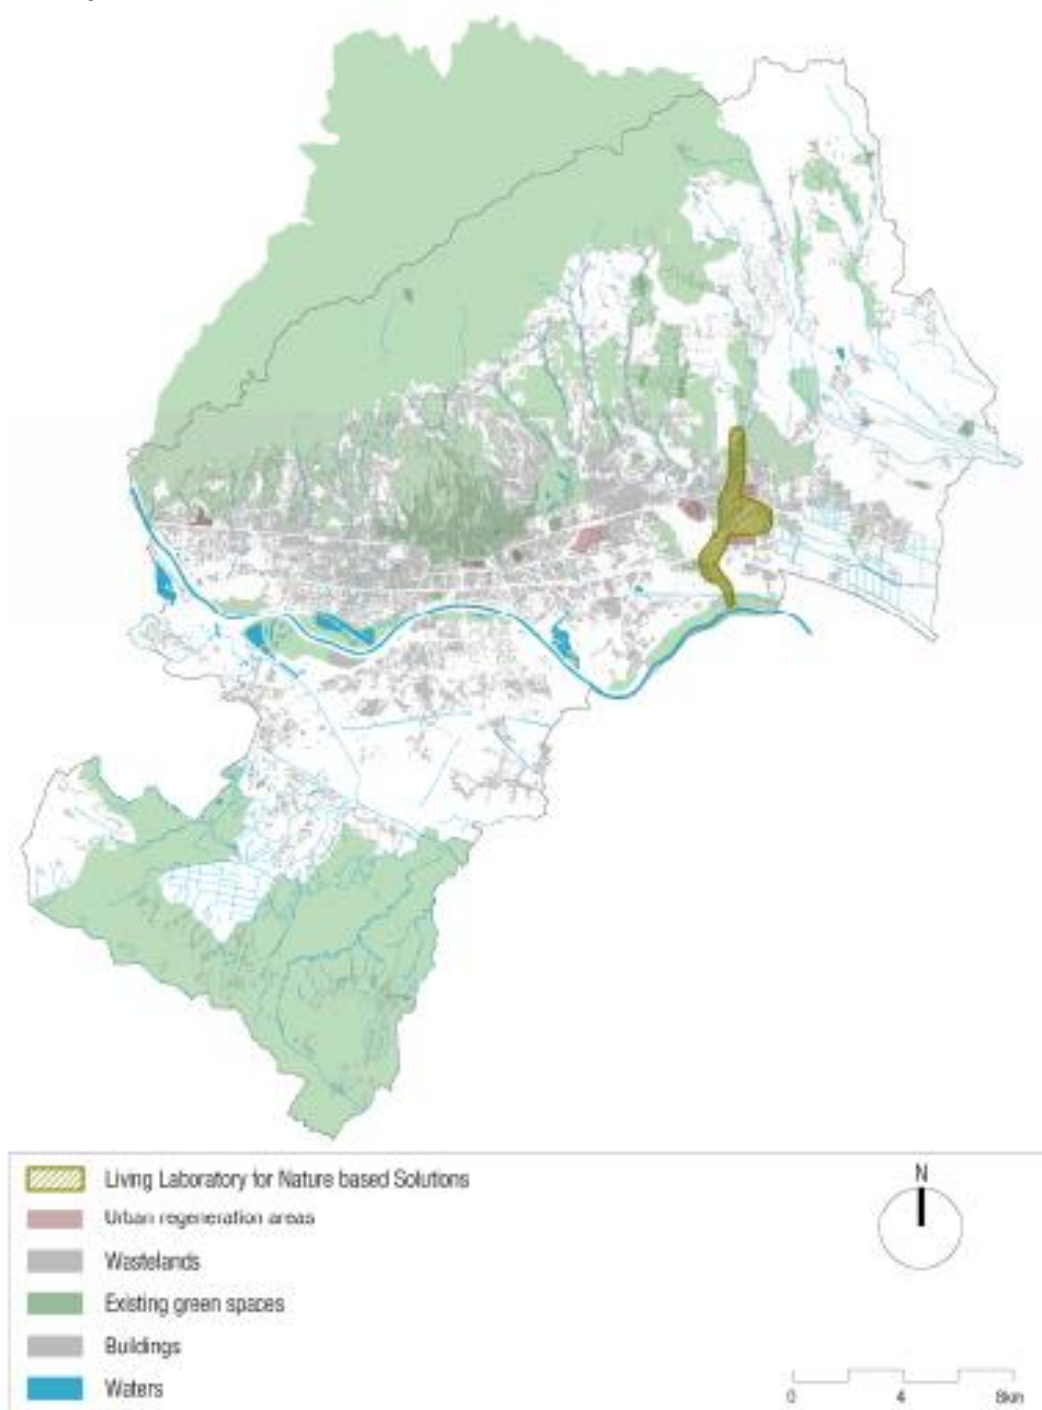 Living Laboratory for Nature based Solutions
Urban regeneration areas
Wastelands
Existing green spaces
Buildings
Waters
N
0 4 8km